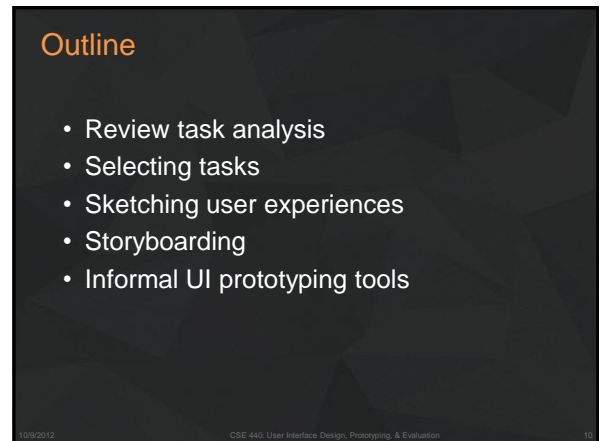 Outline
• Review task analysis
• Selecting tasks
• Sketching user experiences
• Storyboarding
• Informal UI prototyping tools
10/9/2012 CSE 440: User Interface Design, Prototyping, & Evaluation 10